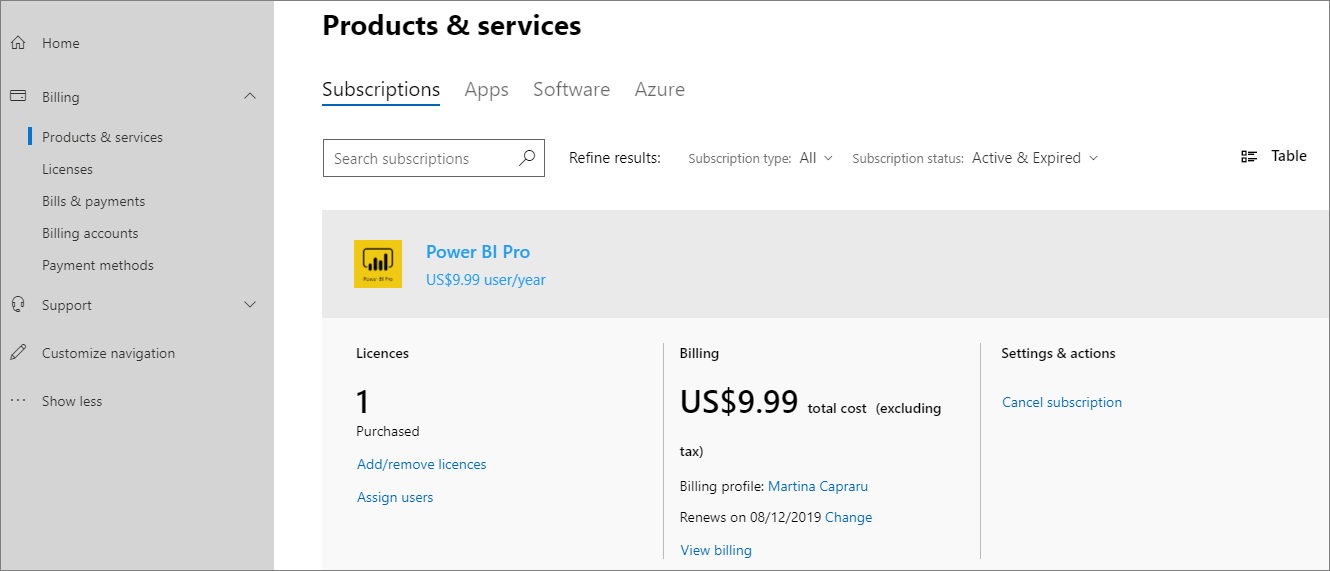 Home
Billing
Products & services
Licenses
Bills & payments
Billing accounts
Payment methods
Support
Customize navigation
Show less
Products & services
Subscriptions Apps Software Azure
Search subscriptions
Refine results: Subscription type: All Subscription status: Active & Expired
Table
Power BI Pro
Power BI Pro
US$9.99 user/year
Licences
1
Purchased
Add/remove licences
Assign users
Billing
US$9.99 total cost (excluding
tax)
Billing profile: Martina Capraru
Renews on 08/12/2019 Change
View billing
Settings & actions
Cancel subscription